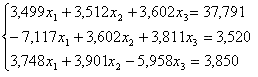 3,499x₁ + 3,512x₂ + 3,602x₃ = 37,791
− 7,117x₁ + 3,602x₂ + 3,811x₃ = 3,520
3,748x₁ + 3,901x₂ − 5,958x₃ = 3,850